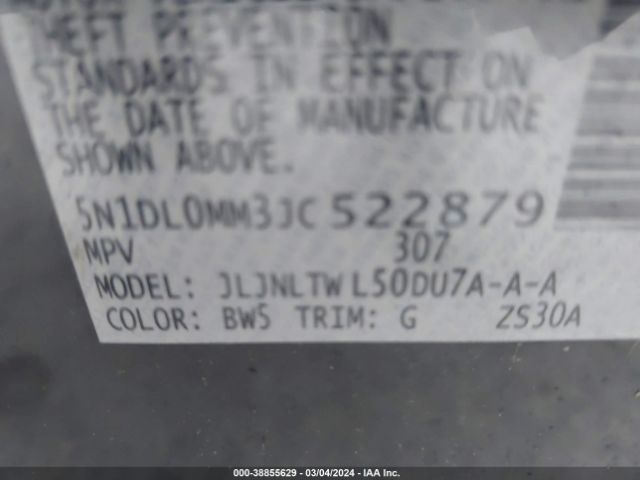 THEFT PREVENTION
STANDARDS IN EFFECT ON
THE DATE OF MANUFACTURE
SHOWN ABOVE.
5N1DL0MM3JC522879
MPV 307
MODEL: JLJNLTWL50DU7A-A-A
COLOR: BW5 TRIM: G ZS30A
000-38855629 - 03/04/2024 - IAA Inc.